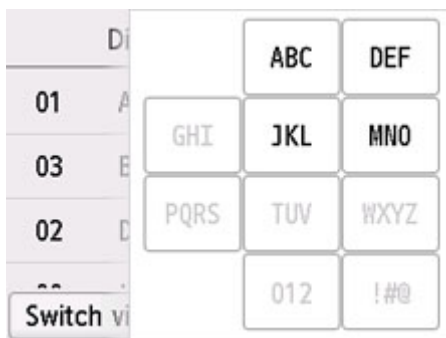 Di
01 A
03 B
02 D
Switch vi
ABC DEF
GHI JKL MNO
PQRS TUV WXYZ
012 !#@